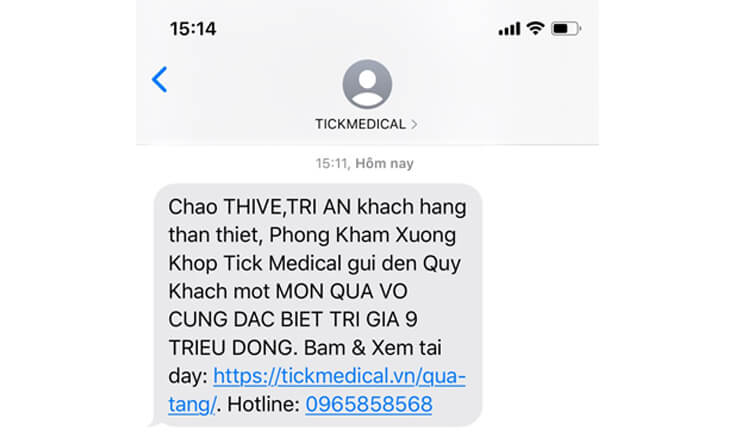 15:14
TICKMEDICAL >
15:11, Hôm nay
Chao THIVE,TRI AN khach hang
than thiet, Phong Kham Xuong
Khop Tick Medical gui den Quy
Khach mot MON QUA VO
CUNG DAC BIET TRI GIA 9
TRIEU DONG. Bam & Xem tai
day: https://tickmedical.vn/qua-
tang/. Hotline: 0965858568